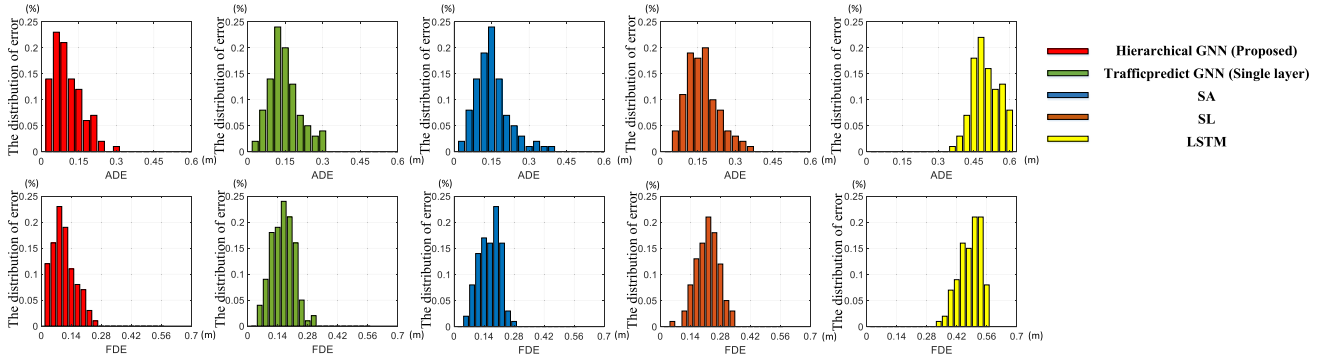 (%) (%) (%) (%) (%)
The distribution of error
0.25
0.2
0.15
0.1
0.05
0
0 0.15 0.3 0.45 0.6 (m)
ADE
The distribution of error
0.25
0.2
0.15
0.1
0.05
0
0 0.15 0.3 0.45 0.6 (m)
ADE
The distribution of error
0.25
0.2
0.15
0.1
0.05
0
0 0.15 0.3 0.45 0.6 (m)
ADE
The distribution of error
0.25
0.2
0.15
0.1
0.05
0
0 0.15 0.3 0.45 0.6 (m)
ADE
The distribution of error
0.25
0.2
0.15
0.1
0.05
0
0 0.15 0.3 0.45 0.6 (m)
ADE
Hierarchical GNN (Proposed)
Trafficpredict GNN (Single layer)
SA
SL
LSTM
(%) (%) (%) (%) (%)
The distribution of error
0.25
0.2
0.15
0.1
0.05
0
0 0.14 0.28 0.42 0.56 0.7 (m)
FDE
The distribution of error
0.25
0.2
0.15
0.1
0.05
0
0 0.14 0.28 0.42 0.56 0.7 (m)
FDE
The distribution of error
0.25
0.2
0.15
0.1
0.05
0
0 0.14 0.28 0.42 0.56 0.7 (m)
FDE
The distribution of error
0.25
0.2
0.15
0.1
0.05
0
0 0.14 0.28 0.42 0.56 0.7 (m)
FDE
The distribution of error
0.25
0.2
0.15
0.1
0.05
0
0 0.14 0.28 0.42 0.56 0.7 (m)
FDE